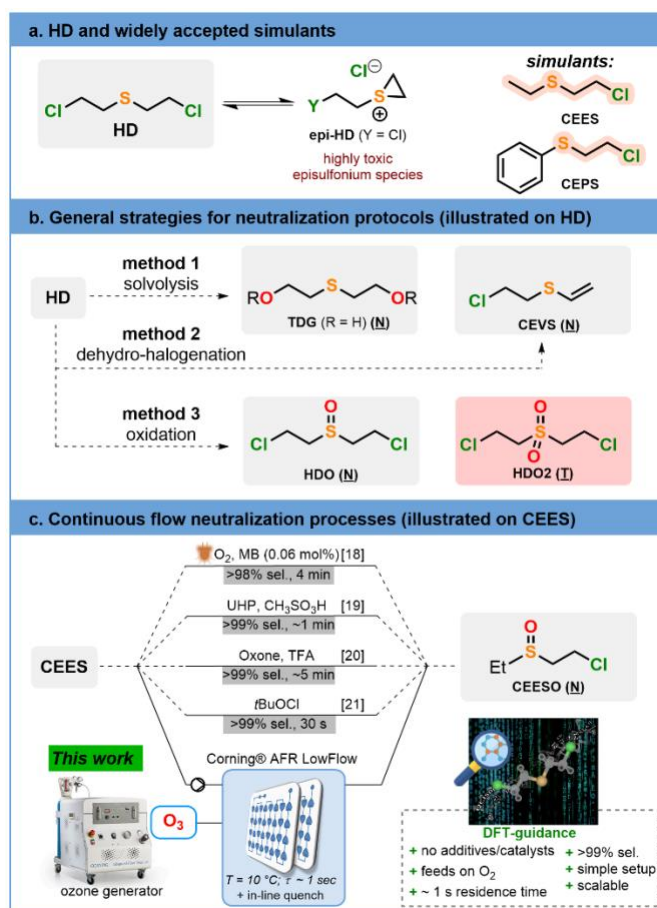 a. HD and widely accepted simulants
Cl S Cl
HD
Cl⊖
Y S
⊕
epi-HD (Y = Cl)
highly toxic
episulfonium species
simulants:
S Cl
CEES
S Cl
CEPS
b. General strategies for neutralization protocols (illustrated on HD)
HD
method 1
solvolysis
RO S OR
TDG (R = H) (N)
Cl S
CEVS (N)
method 2
dehydro-halogenation
method 3
oxidation
O
Cl S Cl
HDO (N)
O
Cl S Cl
O
HDO2 (T)
c. Continuous flow neutralization processes (illustrated on CEES)
CEES
O2, MB (0.06 mol%) [18]
>98% sel., 4 min
UHP, CH3SO3H [19]
>99% sel., ~1 min
Oxone, TFA [20]
>99% sel., ~5 min
tBuOCl [21]
>99% sel., 30 s
O
Et S Cl
CEESO (N)
This work
Corning® AFR LowFlow
O3
ozone generator
T = 10 °C, τ ~ 1 sec
+ in-line quench
DFT-guidance
+ no additives/catalysts
+ feeds on O2
+ ~ 1 s residence time
+ >99% sel.
+ simple setup
+ scalable